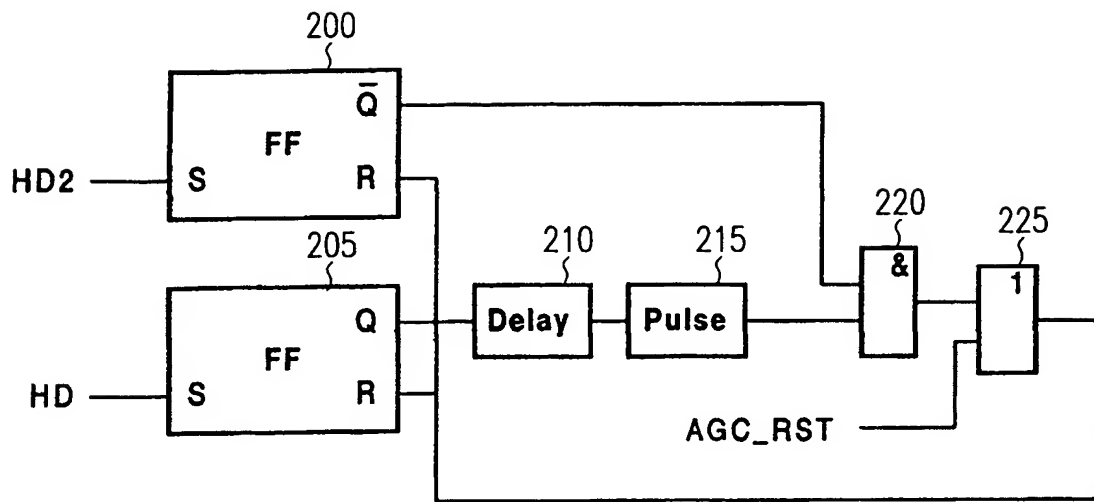 200
Q̅
FF
HD2
S
R
205
Q
FF
HD
S
R
210
Delay
215
Pulse
220
&
225
1
AGC_RST